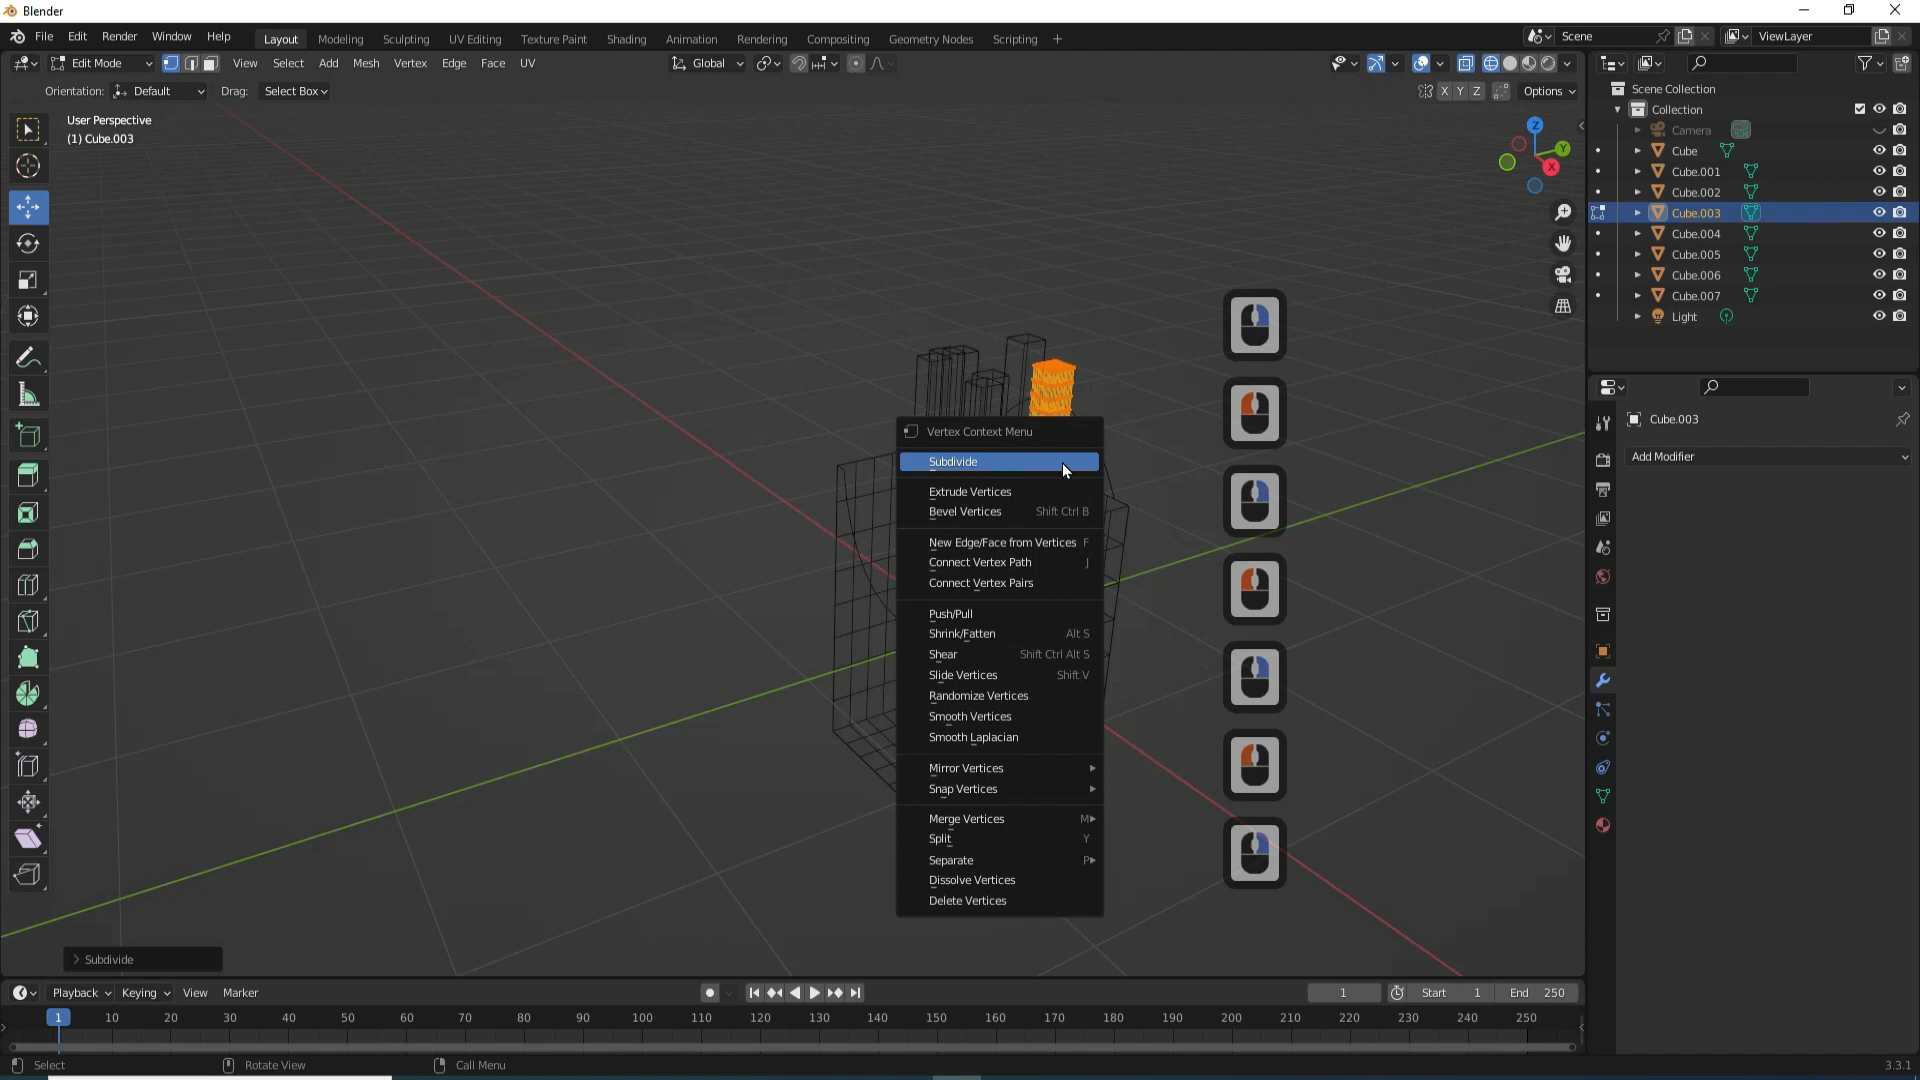 Blender
File Edit Render Window Help
Layout Modeling Sculpting UV Editing Texture Paint Shading Animation Rendering Compositing Geometry Nodes Scripting +
Scene
ViewLayer
Edit Mode View Select Add Mesh Vertex Edge Face UV
Global
Orientation: Default Drag: Select Box
X Y Z Options
User Perspective
(1) Cube.003
Z
Y
X
Scene Collection
Collection
Camera
Cube
Cube.001
Cube.002
Cube.003
Cube.004
Cube.005
Cube.006
Cube.007
Light
Cube.003
Add Modifier
Vertex Context Menu
Subdivide
Extrude Vertices
Bevel Vertices Shift Ctrl B
New Edge/Face from Vertices F
Connect Vertex Path J
Connect Vertex Pairs
Push/Pull
Shrink/Fatten Alt S
Shear Shift Ctrl Alt S
Slide Vertices Shift V
Randomize Vertices
Smooth Vertices
Smooth Laplacian
Mirror Vertices
Snap Vertices
Merge Vertices M
Split Y
Separate P
Dissolve Vertices
Delete Vertices
> Subdivide
Playback Keying View Marker
1 Start 1 End 250
1 10 20 30 40 50 60 70 80 90 100 110 120 130 140 150 160 170 180 190 200 210 220 230 240 250
Select Rotate View Call Menu 3.3.1